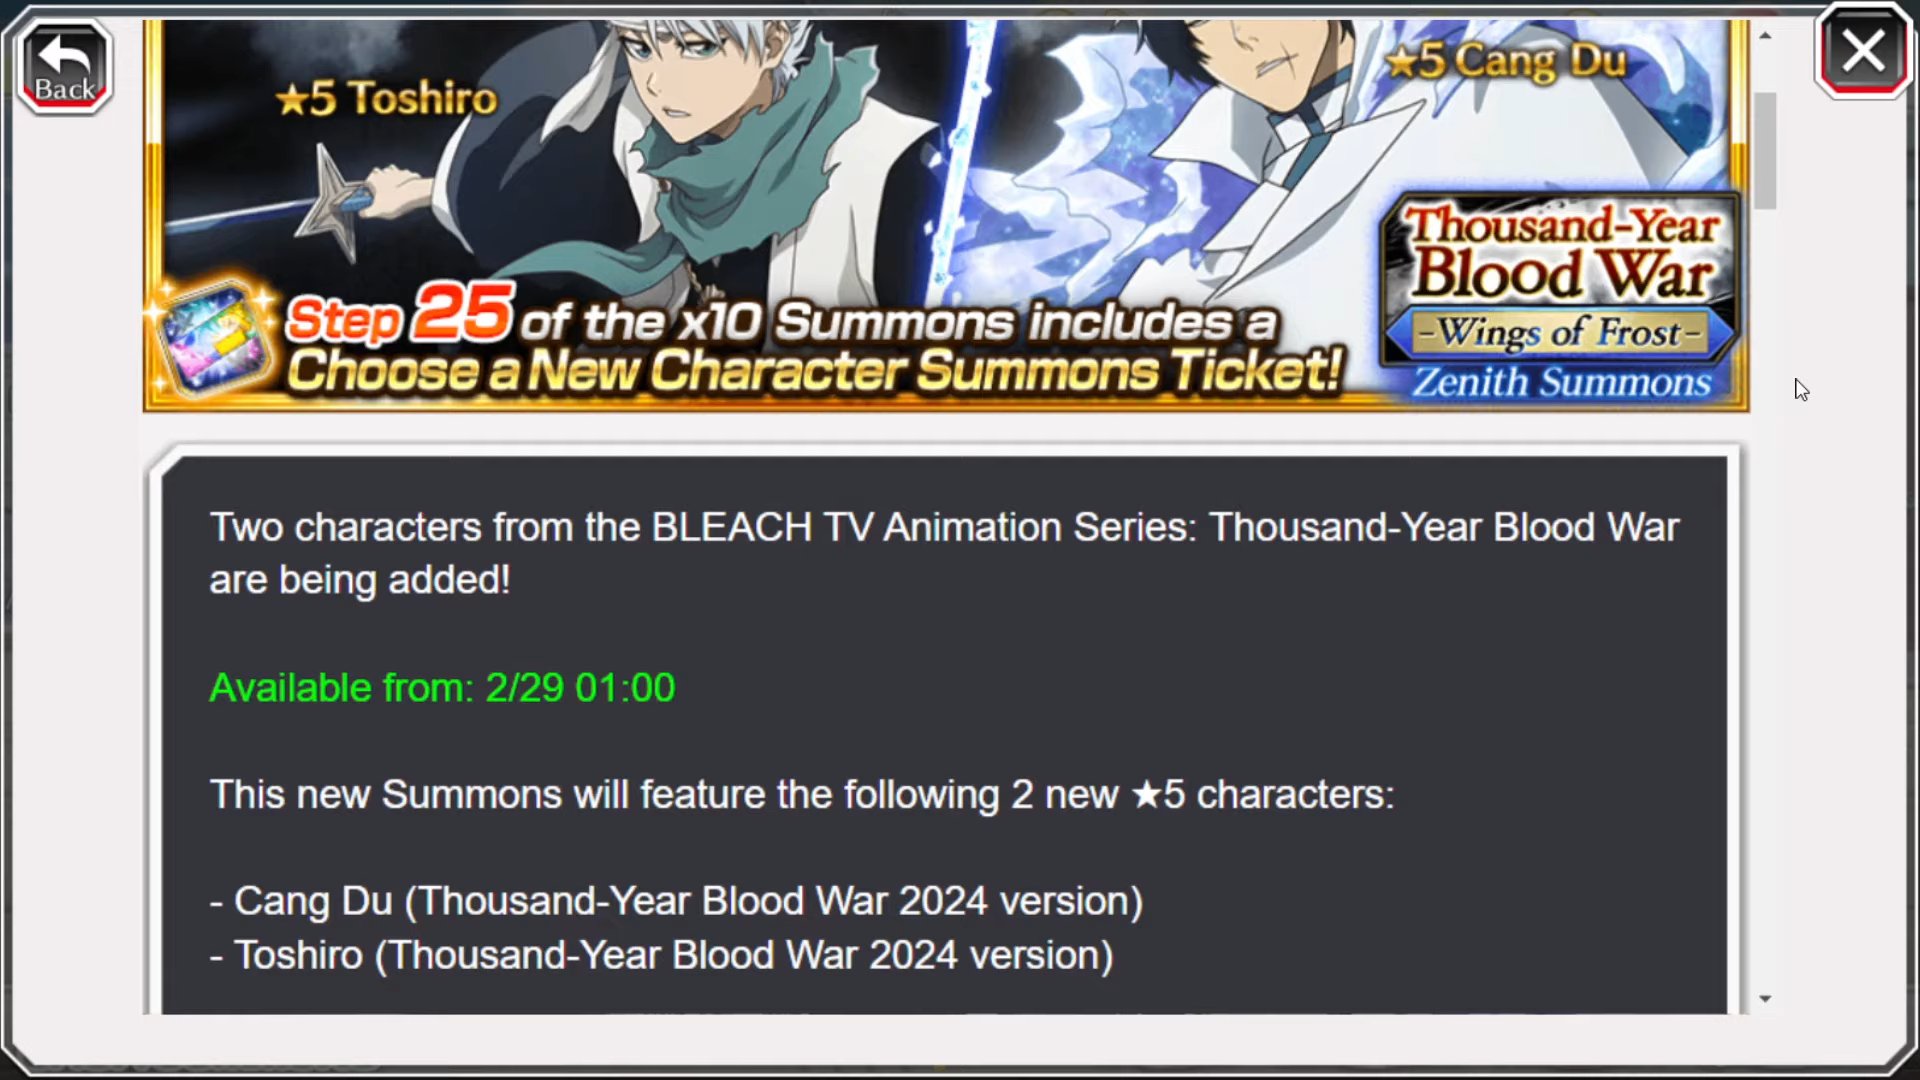 Back
★5 Toshiro
★5 Cang Du
Thousand-Year
Blood War
-Wings of Frost-
Zenith Summons
Step 25 of the x10 Summons includes a
Choose a New Character Summons Ticket!
Two characters from the BLEACH TV Animation Series: Thousand-Year Blood War
are being added!
Available from: 2/29 01:00
This new Summons will feature the following 2 new ★5 characters:
- Cang Du (Thousand-Year Blood War 2024 version)
- Toshiro (Thousand-Year Blood War 2024 version)